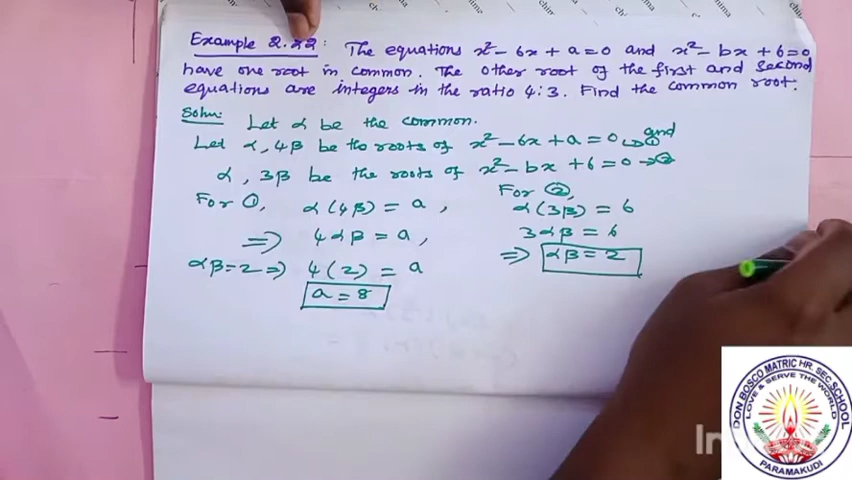 Example 2.22: The equations x² - 6x + a = 0 and x² - bx + 6 = 0
have one root in common. The other root of the first and second
equations are integers in the ratio 4:3. Find the common root.
Soln: Let α be the common.
Let α, 4β be the roots of x² - 6x + a = 0 → ① and
α, 3β be the roots of x² - bx + 6 = 0 → ②
For ①, α(4β) = a,
⇒ 4αβ = a,
αβ = 2 ⇒ 4(2) = a
a = 8
For ②,
α(3β) = 6
3αβ = 6
⇒ αβ = 2
DON BOSCO MATRIC HR. SEC SCHOOL
LOVE & SERVE THE WORLD
PARAMAKUDI